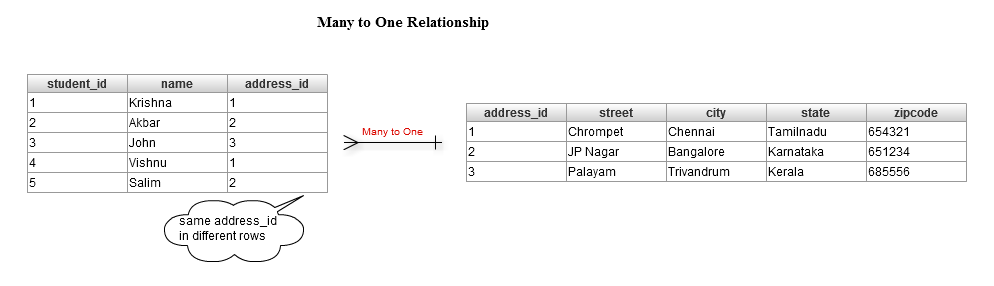 Many to One Relationship
student_id name address_id
1 Krishna 1
2 Akbar 2
3 John 3
4 Vishnu 1
5 Salim 2
same address_id
in different rows
Many to One
address_id street city state zipcode
1 Chrompet Chennai Tamilnadu 654321
2 JP Nagar Bangalore Karnataka 651234
3 Palayam Trivandrum Kerala 685556